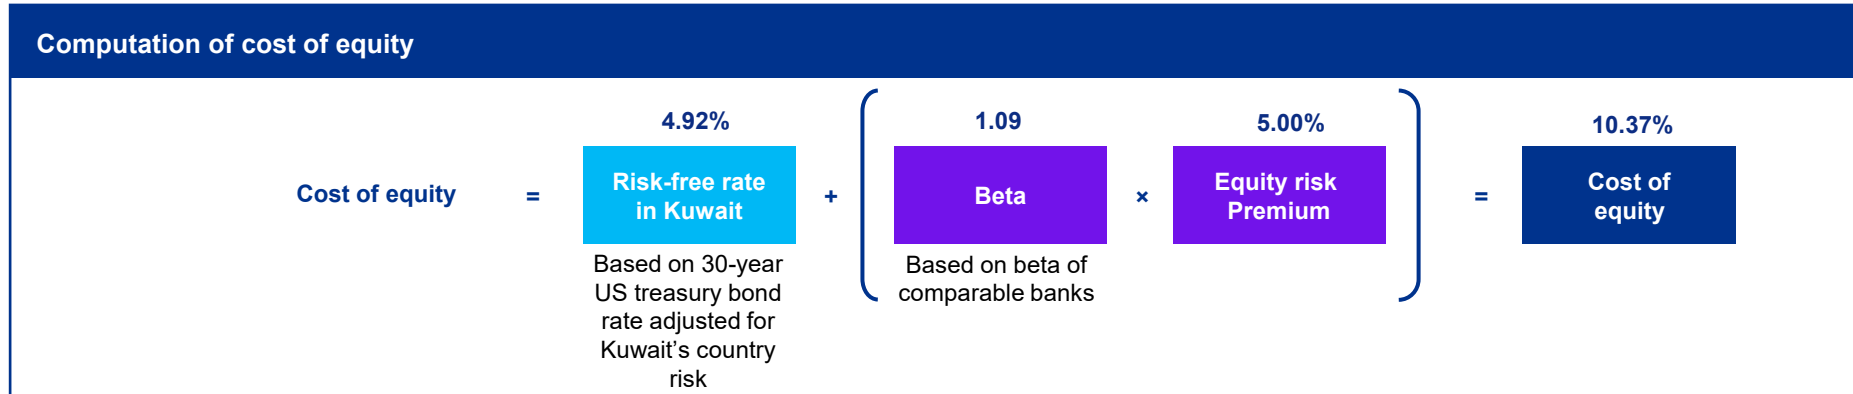 Computation of cost of equity
4.92%
1.09
5.00%
10.37%
Cost of equity
=
Risk-free rate
in Kuwait
+
Beta
×
Equity risk
Premium
=
Cost of
equity
Based on 30-year
US treasury bond
rate adjusted for
Kuwait’s country
risk
Based on beta of
comparable banks